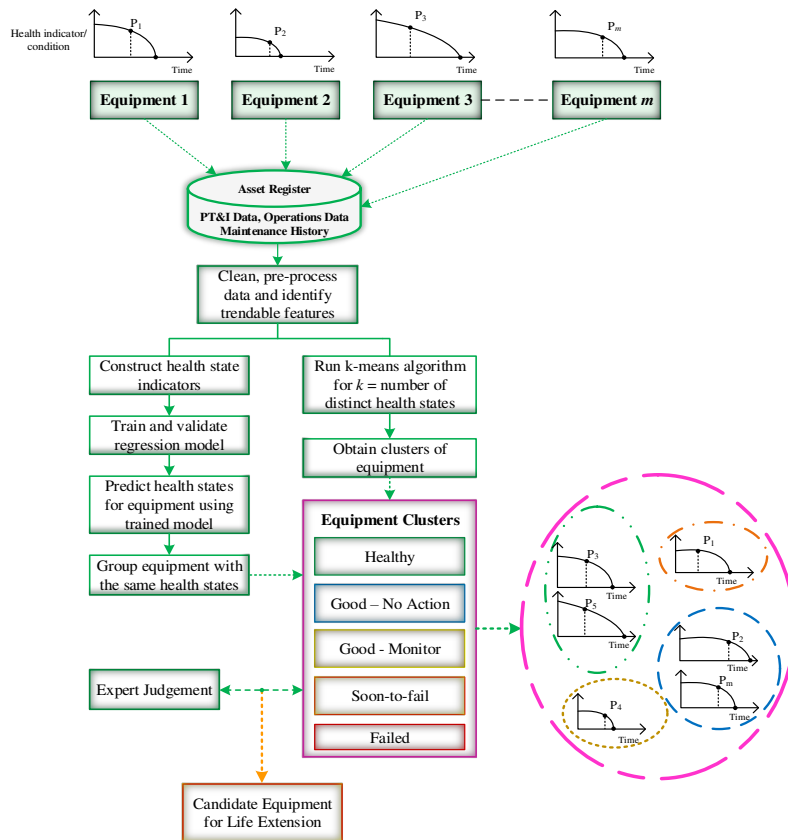 Health indicator/
condition
P1
Time
P2
Time
P3
Time
Pm
Time
Equipment 1
Equipment 2
Equipment 3
Equipment m
Asset Register
PT&I Data, Operations Data
Maintenance History
Clean, pre-process
data and identify
trendable features
Construct health state
indicators
Train and validate
regression model
Predict health states
for equipment using
trained model
Group equipment with
the same health states
Run k-means algorithm
for k = number of
distinct health states
Obtain clusters of
equipment
Equipment Clusters
Healthy
Good – No Action
Good - Monitor
Soon-to-fail
Failed
Expert Judgement
Candidate Equipment
for Life Extension
P3
Time
P5
Time
P1
Time
P2
Time
Pm
Time
P4
Time